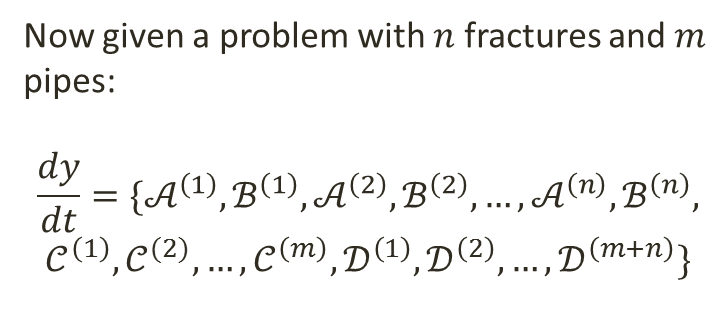 Now given a problem with 𝑛 fractures and 𝑚
pipes:
𝑑𝑦/𝑑𝑡 = {𝒜⁽¹⁾, ℬ⁽¹⁾, 𝒜⁽²⁾, ℬ⁽²⁾, …, 𝒜⁽ⁿ⁾, ℬ⁽ⁿ⁾,
𝒞⁽¹⁾, 𝒞⁽²⁾, …, 𝒞⁽ᵐ⁾, 𝒟⁽¹⁾, 𝒟⁽²⁾, …, 𝒟⁽ᵐ⁺ⁿ⁾}